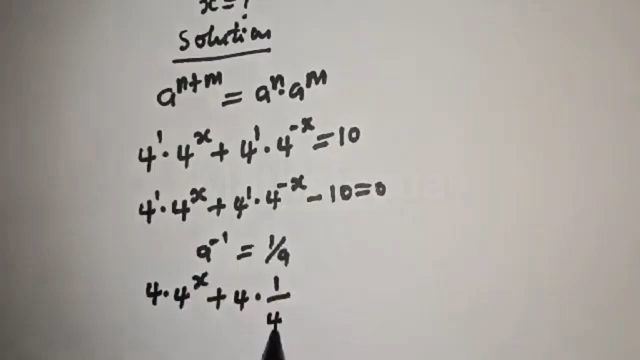 x = ?
Solution
a^{n+m} = a^n · a^m
4^1 · 4^x + 4^1 · 4^{-x} = 10
4^1 · 4^x + 4^1 · 4^{-x} - 10 = 0
a^{-1} = 1/a
4 · 4^x + 4 · 1/4